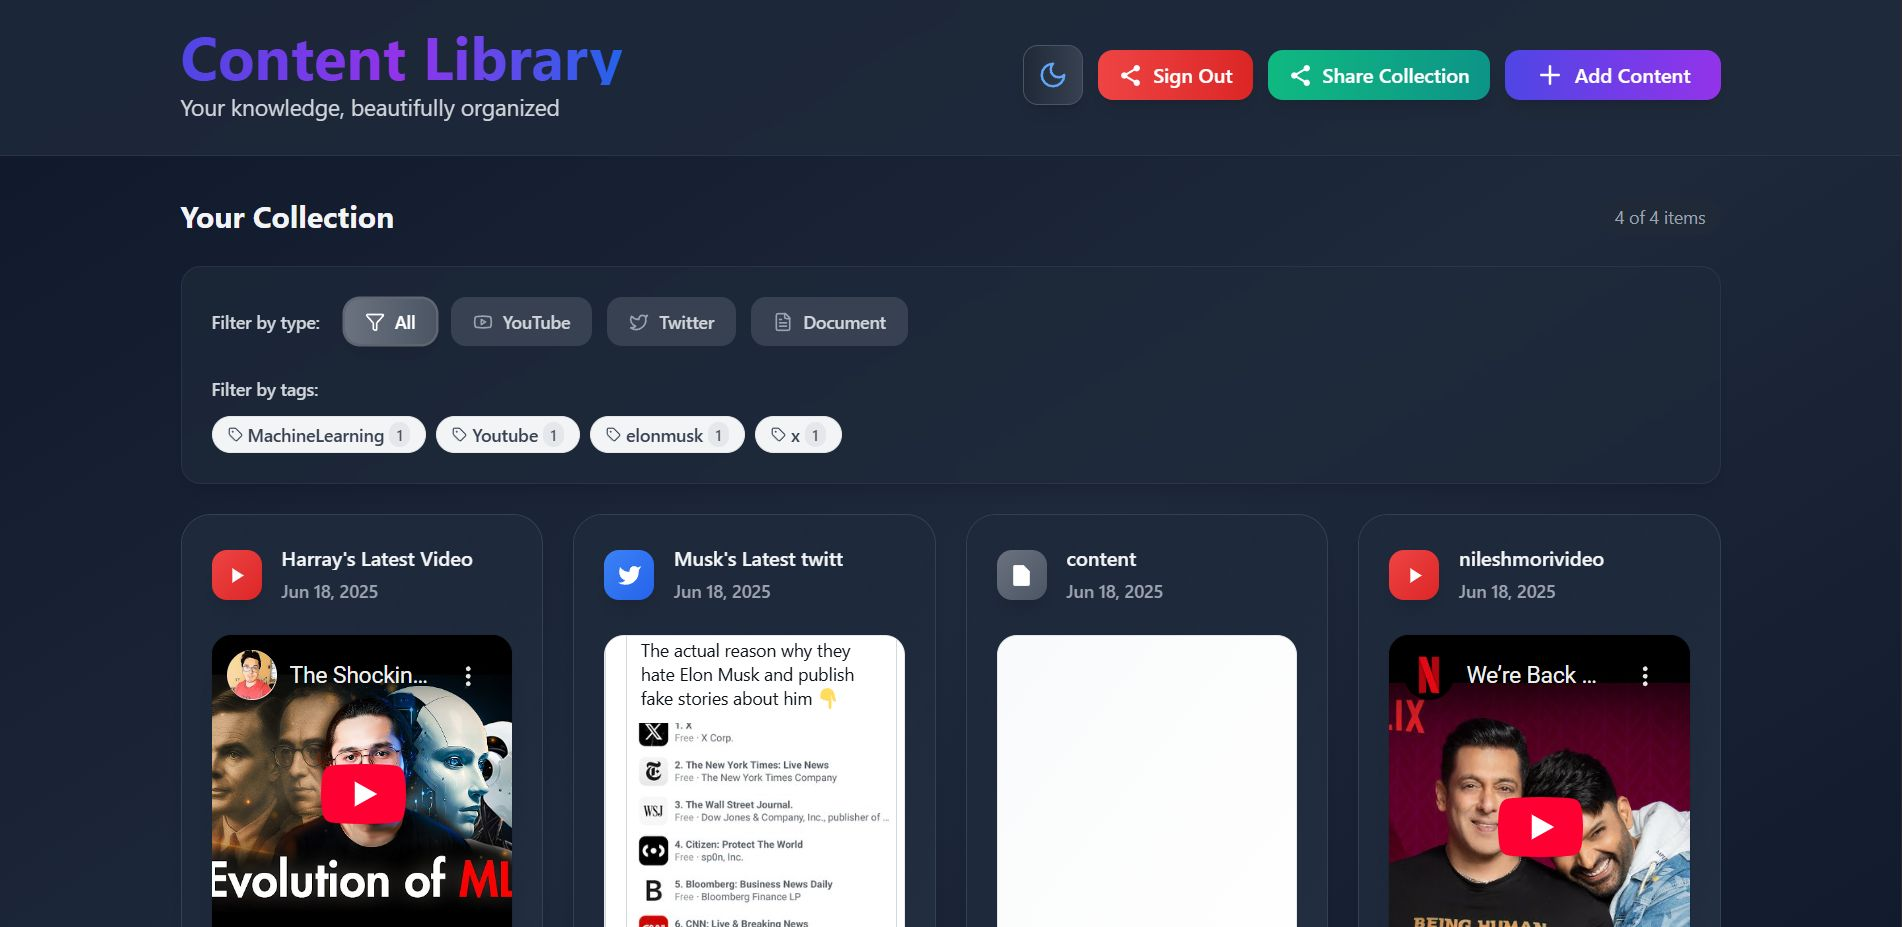 Content Library
Your knowledge, beautifully organized
Sign Out
Share Collection
Add Content
Your Collection
4 of 4 items
Filter by type:
All
YouTube
Twitter
Document
Filter by tags:
MachineLearning 1
Youtube 1
elonmusk 1
x 1
Harray's Latest Video
Jun 18, 2025
The Shockin...
Evolution of ML
Musk's Latest twitt
Jun 18, 2025
The actual reason why they
hate Elon Musk and publish
fake stories about him 👇
1. X
Free · X Corp.
2. The New York Times: Live News
Free · The New York Times Company
WSJ
3. The Wall Street Journal.
Free · Dow Jones & Company, Inc., publisher of ...
4. Citizen: Protect The World
Free · sp0n, Inc.
B
5. Bloomberg: Business News Daily
Free · Bloomberg Finance LP
6. CNN: Live & Breaking News
content
Jun 18, 2025
nileshmorivideo
Jun 18, 2025
N
We're Back ...
LIX
BEING HUMAN